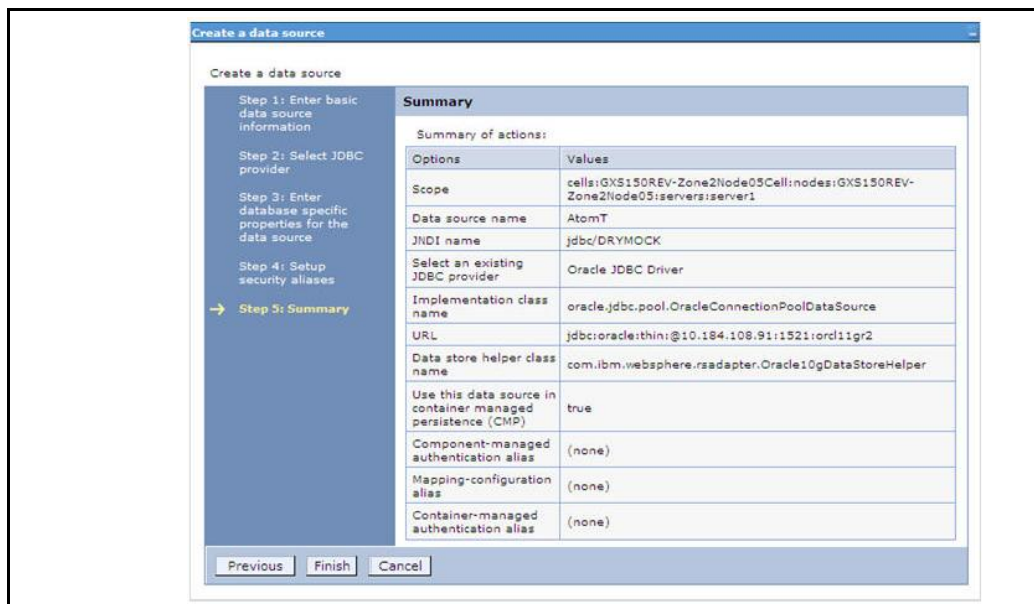 Create a data source
Create a data source
Step 1: Enter basic
data source
information
Step 2: Select JDBC
provider
Step 3: Enter
database specific
properties for the
data source
Step 4: Setup
security aliases
Step 5: Summary
Summary
Summary of actions:
Options Values
Scope cells:GXS150REV-Zone2Node05Cell:nodes:GXS150REV-
Zone2Node05:servers:server1
Data source name AtomT
JNDI name jdbc/DRYMOCK
Select an existing
JDBC provider Oracle JDBC Driver
Implementation class
name oracle.jdbc.pool.OracleConnectionPoolDataSource
URL jdbc:oracle:thin:@10.184.108.91:1521:orcl11gr2
Data store helper class
name com.ibm.websphere.rsadapter.Oracle10gDataStoreHelper
Use this data source in
container managed true
persistence (CMP)
Component-managed
authentication alias (none)
Mapping-configuration
alias (none)
Container-managed
authentication alias (none)
Previous Finish Cancel